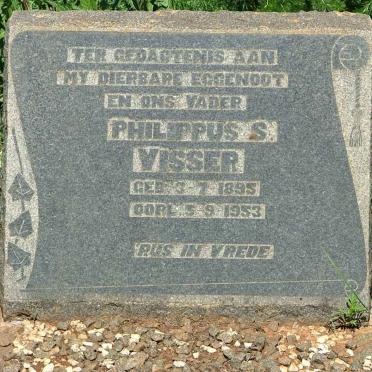 TER GEDAGTENIS AAN
MY DIERBARE EGGENOOT
EN ONS VADER
PHILIPPUS S.
VISSER
GEB. 3-7-1895
OORL. 5-9-1953
RUS IN VREDE